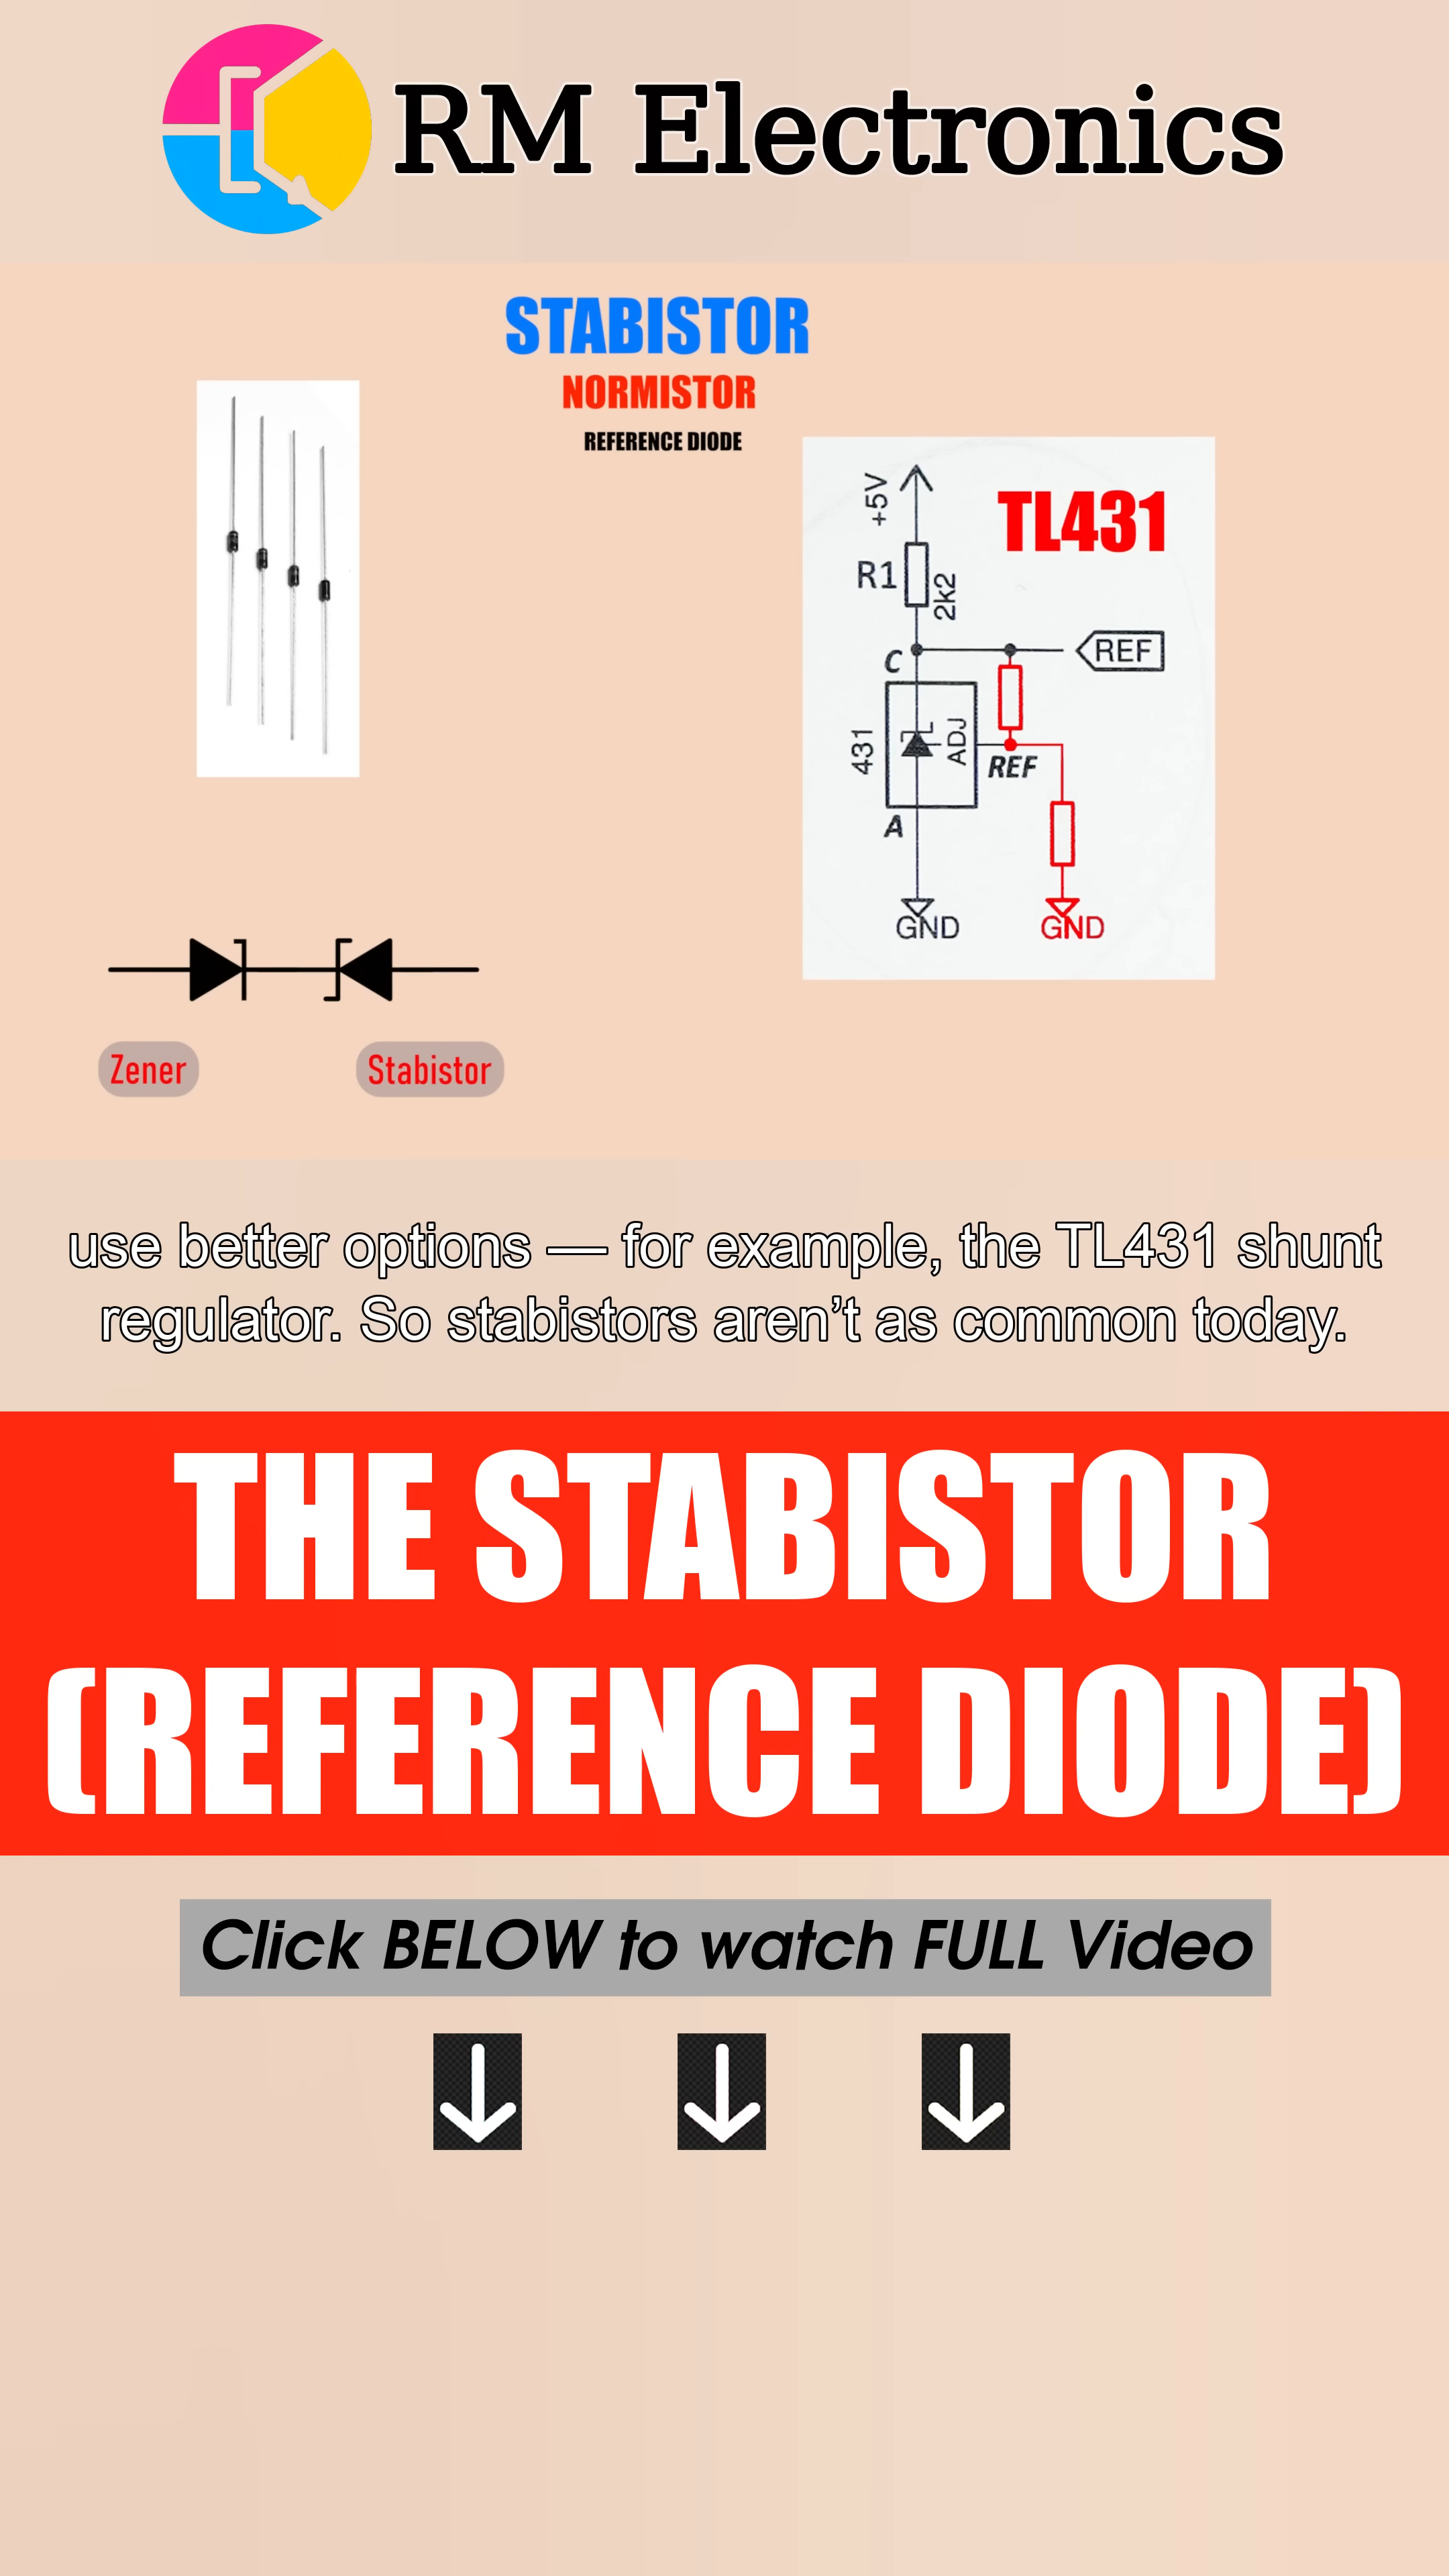 RM Electronics
STABISTOR
NORMISTOR
REFERENCE DIODE
+5V
TL431
R1
2k2
C
REF
431
ADJ
REF
A
GND
GND
Zener
Stabistor
use better options — for example, the TL431 shunt
regulator. So stabistors aren’t as common today.
THE STABISTOR
(REFERENCE DIODE)
Click BELOW to watch FULL Video